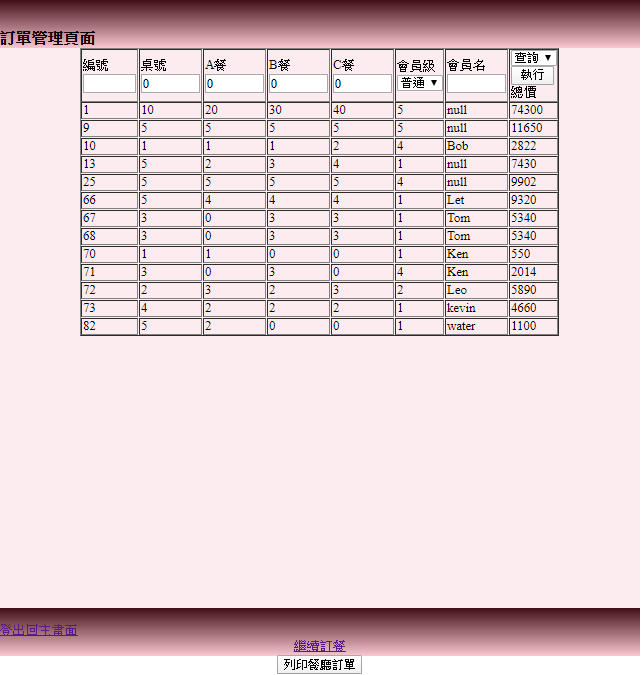 訂單管理頁面
編號 桌號 A餐 B餐 C餐 會員級 會員名 查詢
0 0 0 0 普通 執行
總價
1 10 20 30 40 5 null 74300
9 5 5 5 5 5 null 11650
10 1 1 1 2 4 Bob 2822
13 5 2 3 4 1 null 7430
25 5 5 5 5 4 null 9902
66 5 4 4 4 1 Let 9320
67 3 0 3 3 1 Tom 5340
68 3 0 3 3 1 Tom 5340
70 1 1 0 0 1 Ken 550
71 3 0 3 0 4 Ken 2014
72 2 3 2 3 2 Leo 5890
73 4 2 2 2 1 kevin 4660
82 5 2 0 0 1 water 1100
登出回主畫面
繼續訂餐
列印餐廳訂單